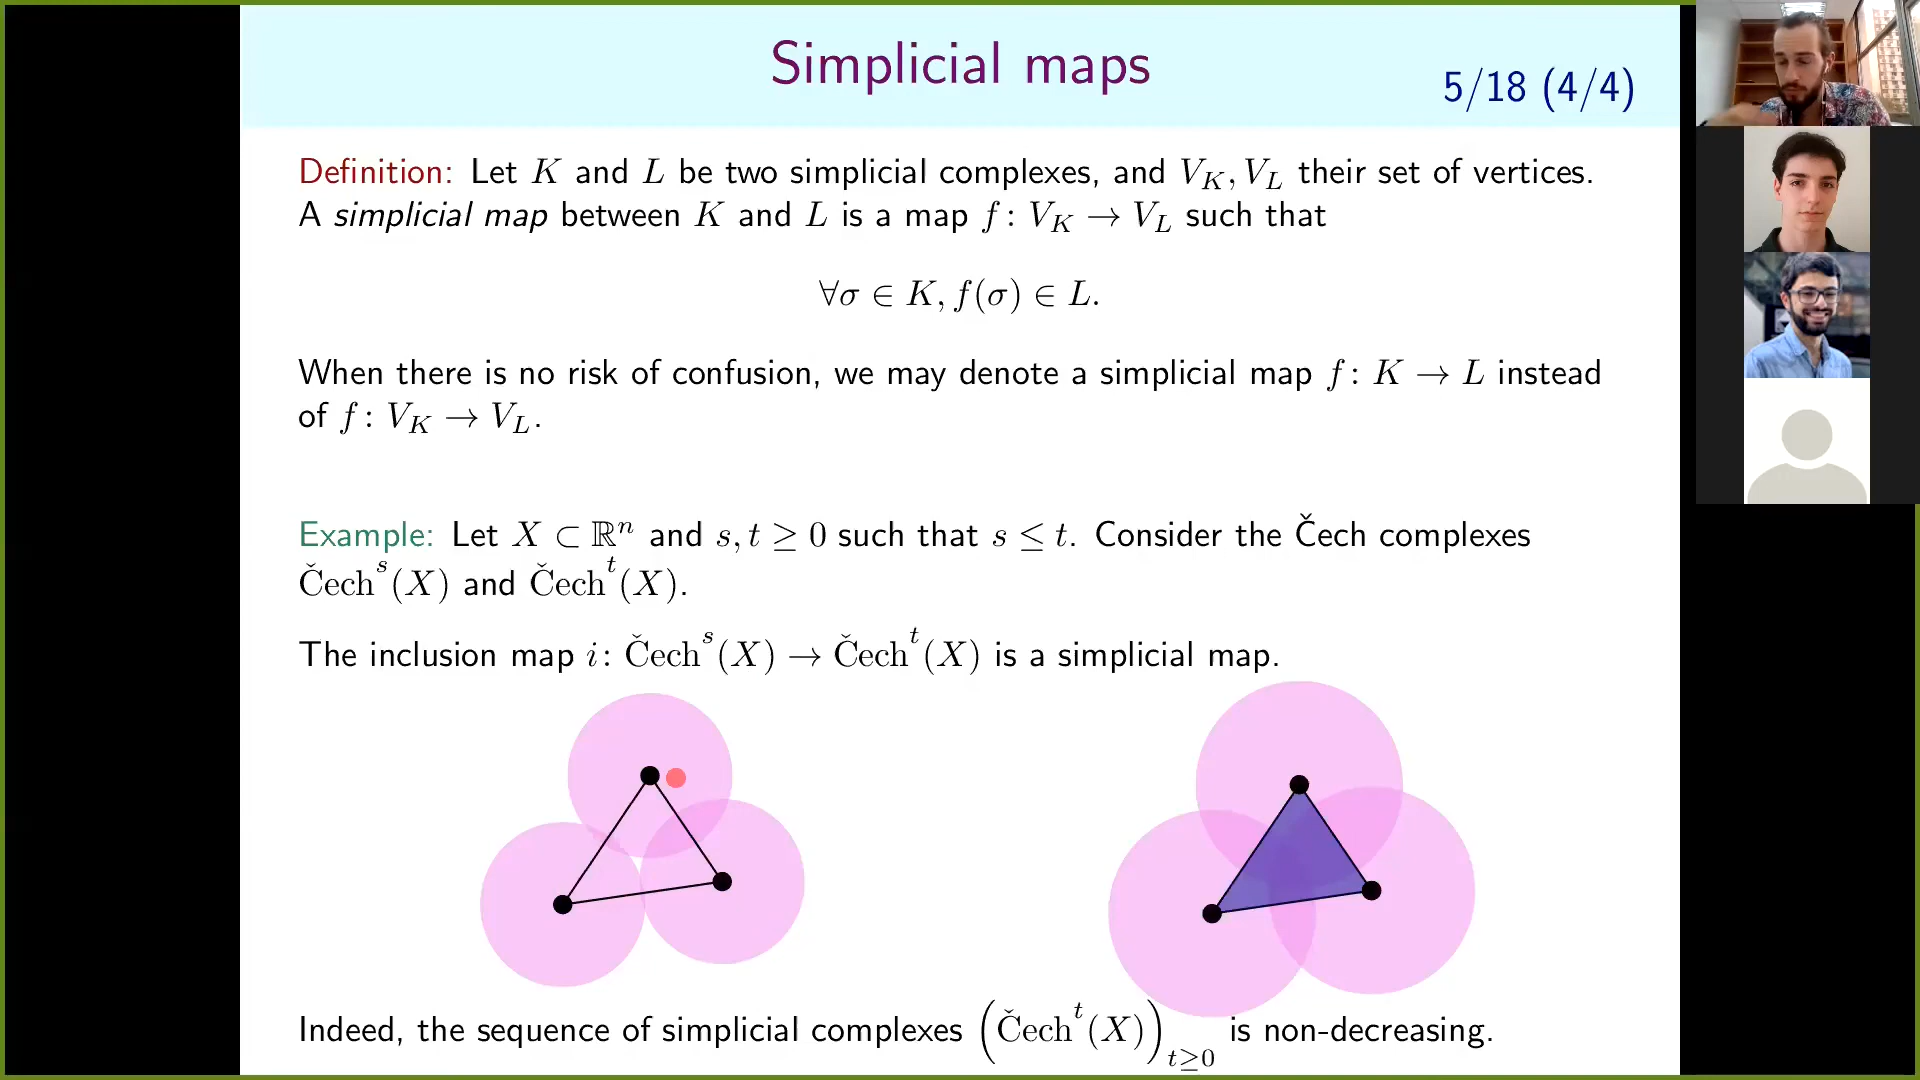 Simplicial maps
5/18 (4/4)
Definition: Let K and L be two simplicial complexes, and V_K, V_L their set of vertices.
A simplicial map between K and L is a map f : V_K → V_L such that
∀σ ∈ K, f(σ) ∈ L.
When there is no risk of confusion, we may denote a simplicial map f : K → L instead
of f : V_K → V_L.
Example: Let X ⊂ ℝⁿ and s, t ≥ 0 such that s ≤ t. Consider the Čech complexes
Čech^s(X) and Čech^t(X).
The inclusion map i : Čech^s(X) → Čech^t(X) is a simplicial map.
Indeed, the sequence of simplicial complexes (Čech^t(X))_{t≥0} is non-decreasing.